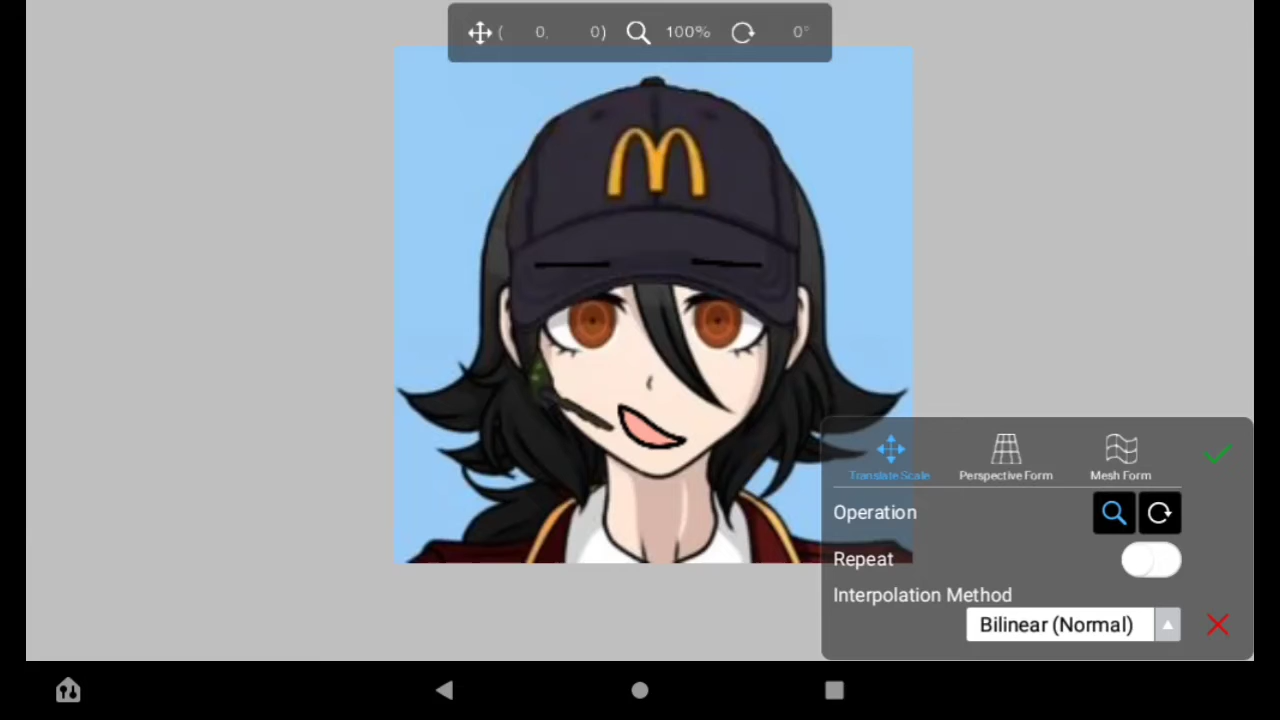 ( 0, 0) 100% 0°
M
Translate Scale Perspective Form Mesh Form
Operation
Repeat
Interpolation Method
Bilinear (Normal)